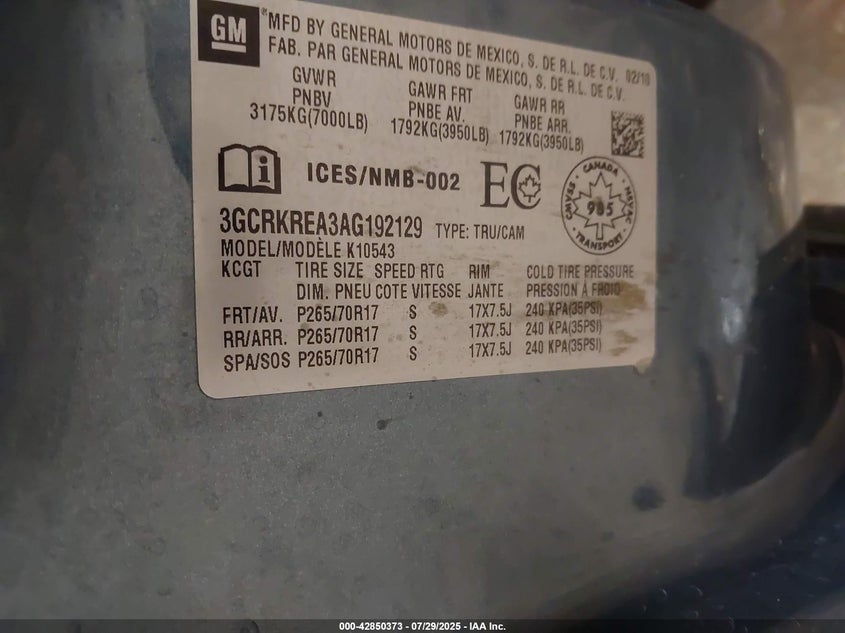 GM
®MFD BY GENERAL MOTORS DE MEXICO, S. DE R.L. DE C.V. 02/10
FAB. PAR GENERAL MOTORS DE MEXICO, S. DE R.L. DE C.V.
GVWR GAWR FRT GAWR RR
PNBV PNBE AV. PNBE ARR.
3175KG(7000LB) 1792KG(3950LB) 1792KG(3950LB)
i ICES/NMB-002 EC
CANADA
CMVSS 985 NSVAC
TRANSPORT
3GCRKREA3AG192129 TYPE: TRU/CAM
MODEL/MODÈLE K10543
KCGT TIRE SIZE SPEED RTG RIM COLD TIRE PRESSURE
DIM. PNEU COTE VITESSE JANTE PRESSION À FROID
FRT/AV. P265/70R17 S 17X7.5J 240 KPA(35PSI)
RR/ARR. P265/70R17 S 17X7.5J 240 KPA(35PSI)
SPA/SOS P265/70R17 S 17X7.5J 240 KPA(35PSI)
000-42850373 - 07/29/2025 - IAA Inc.